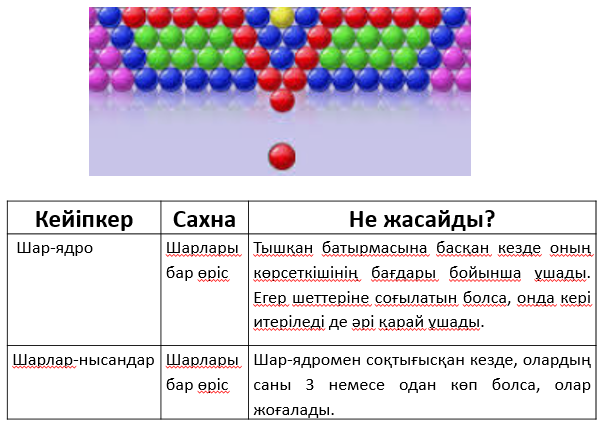 Кейіпкер Сахна Не жасайды?
Шар-ядро
Шарлары
бар өріс
Тышқан батырмасына басқан кезде оның
көрсеткішінің бағдары бойынша ұшады.
Егер шеттеріне соғылатын болса, онда кері
итеріледі де әрі қарай ұшады.
Шарлар-нысандар
Шарлары
бар өріс
Шар-ядромен соқтығысқан кезде, олардың
саны 3 немесе одан көп болса, олар
жоғалады.